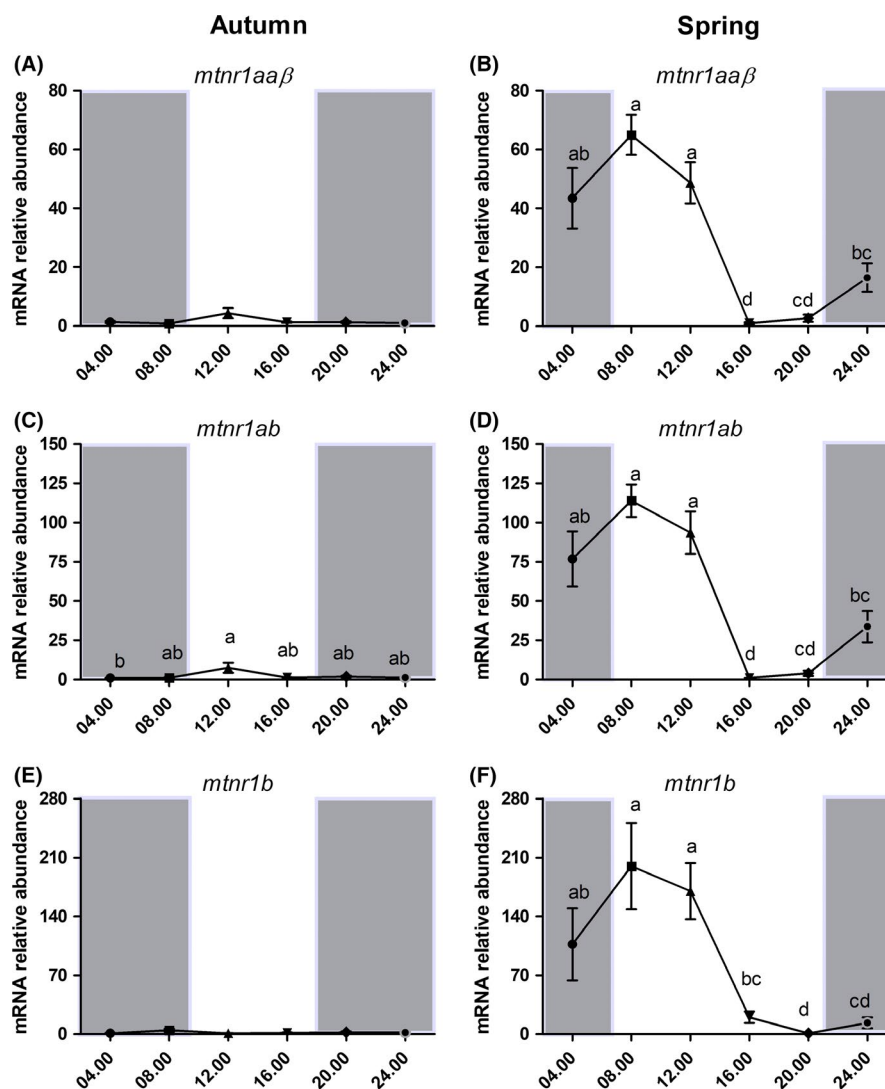 Autumn
Spring
(A)
mtnr1aaβ
mRNA relative abundance
80
60
40
20
0
04.00
08.00
12.00
16.00
20.00
24.00
(B)
mtnr1aaβ
mRNA relative abundance
80
60
40
20
0
ab
a
a
d
cd
bc
04.00
08.00
12.00
16.00
20.00
24.00
(C)
mtnr1ab
mRNA relative abundance
150
125
100
75
50
25
0
b
ab
a
ab
ab
ab
04.00
08.00
12.00
16.00
20.00
24.00
(D)
mtnr1ab
mRNA relative abundance
150
125
100
75
50
25
0
ab
a
a
d
cd
bc
04.00
08.00
12.00
16.00
20.00
24.00
(E)
mtnr1b
mRNA relative abundance
280
210
140
70
0
04.00
08.00
12.00
16.00
20.00
24.00
(F)
mtnr1b
mRNA relative abundance
280
210
140
70
0
ab
a
a
bc
d
cd
04.00
08.00
12.00
16.00
20.00
24.00